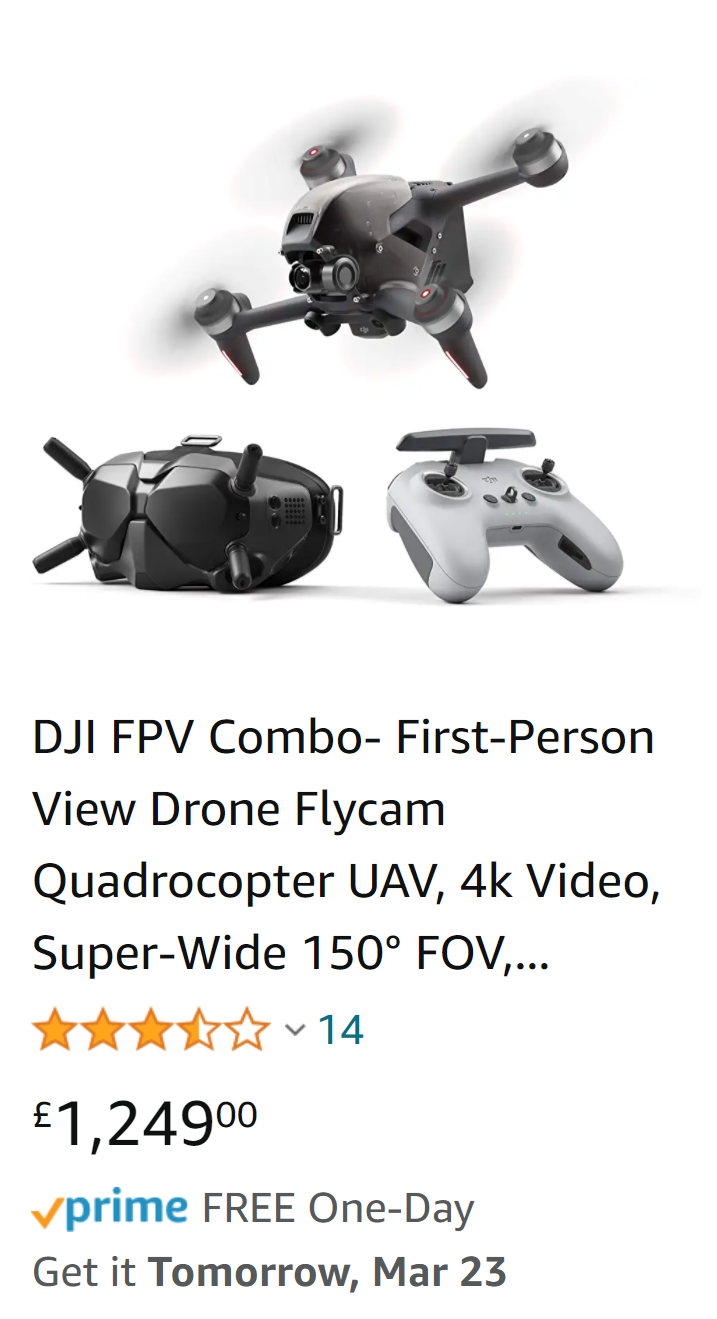 DJI FPV Combo- First-Person
View Drone Flycam
Quadrocopter UAV, 4k Video,
Super-Wide 150° FOV,...
14
£1,24900
prime FREE One-Day
Get it Tomorrow, Mar 23